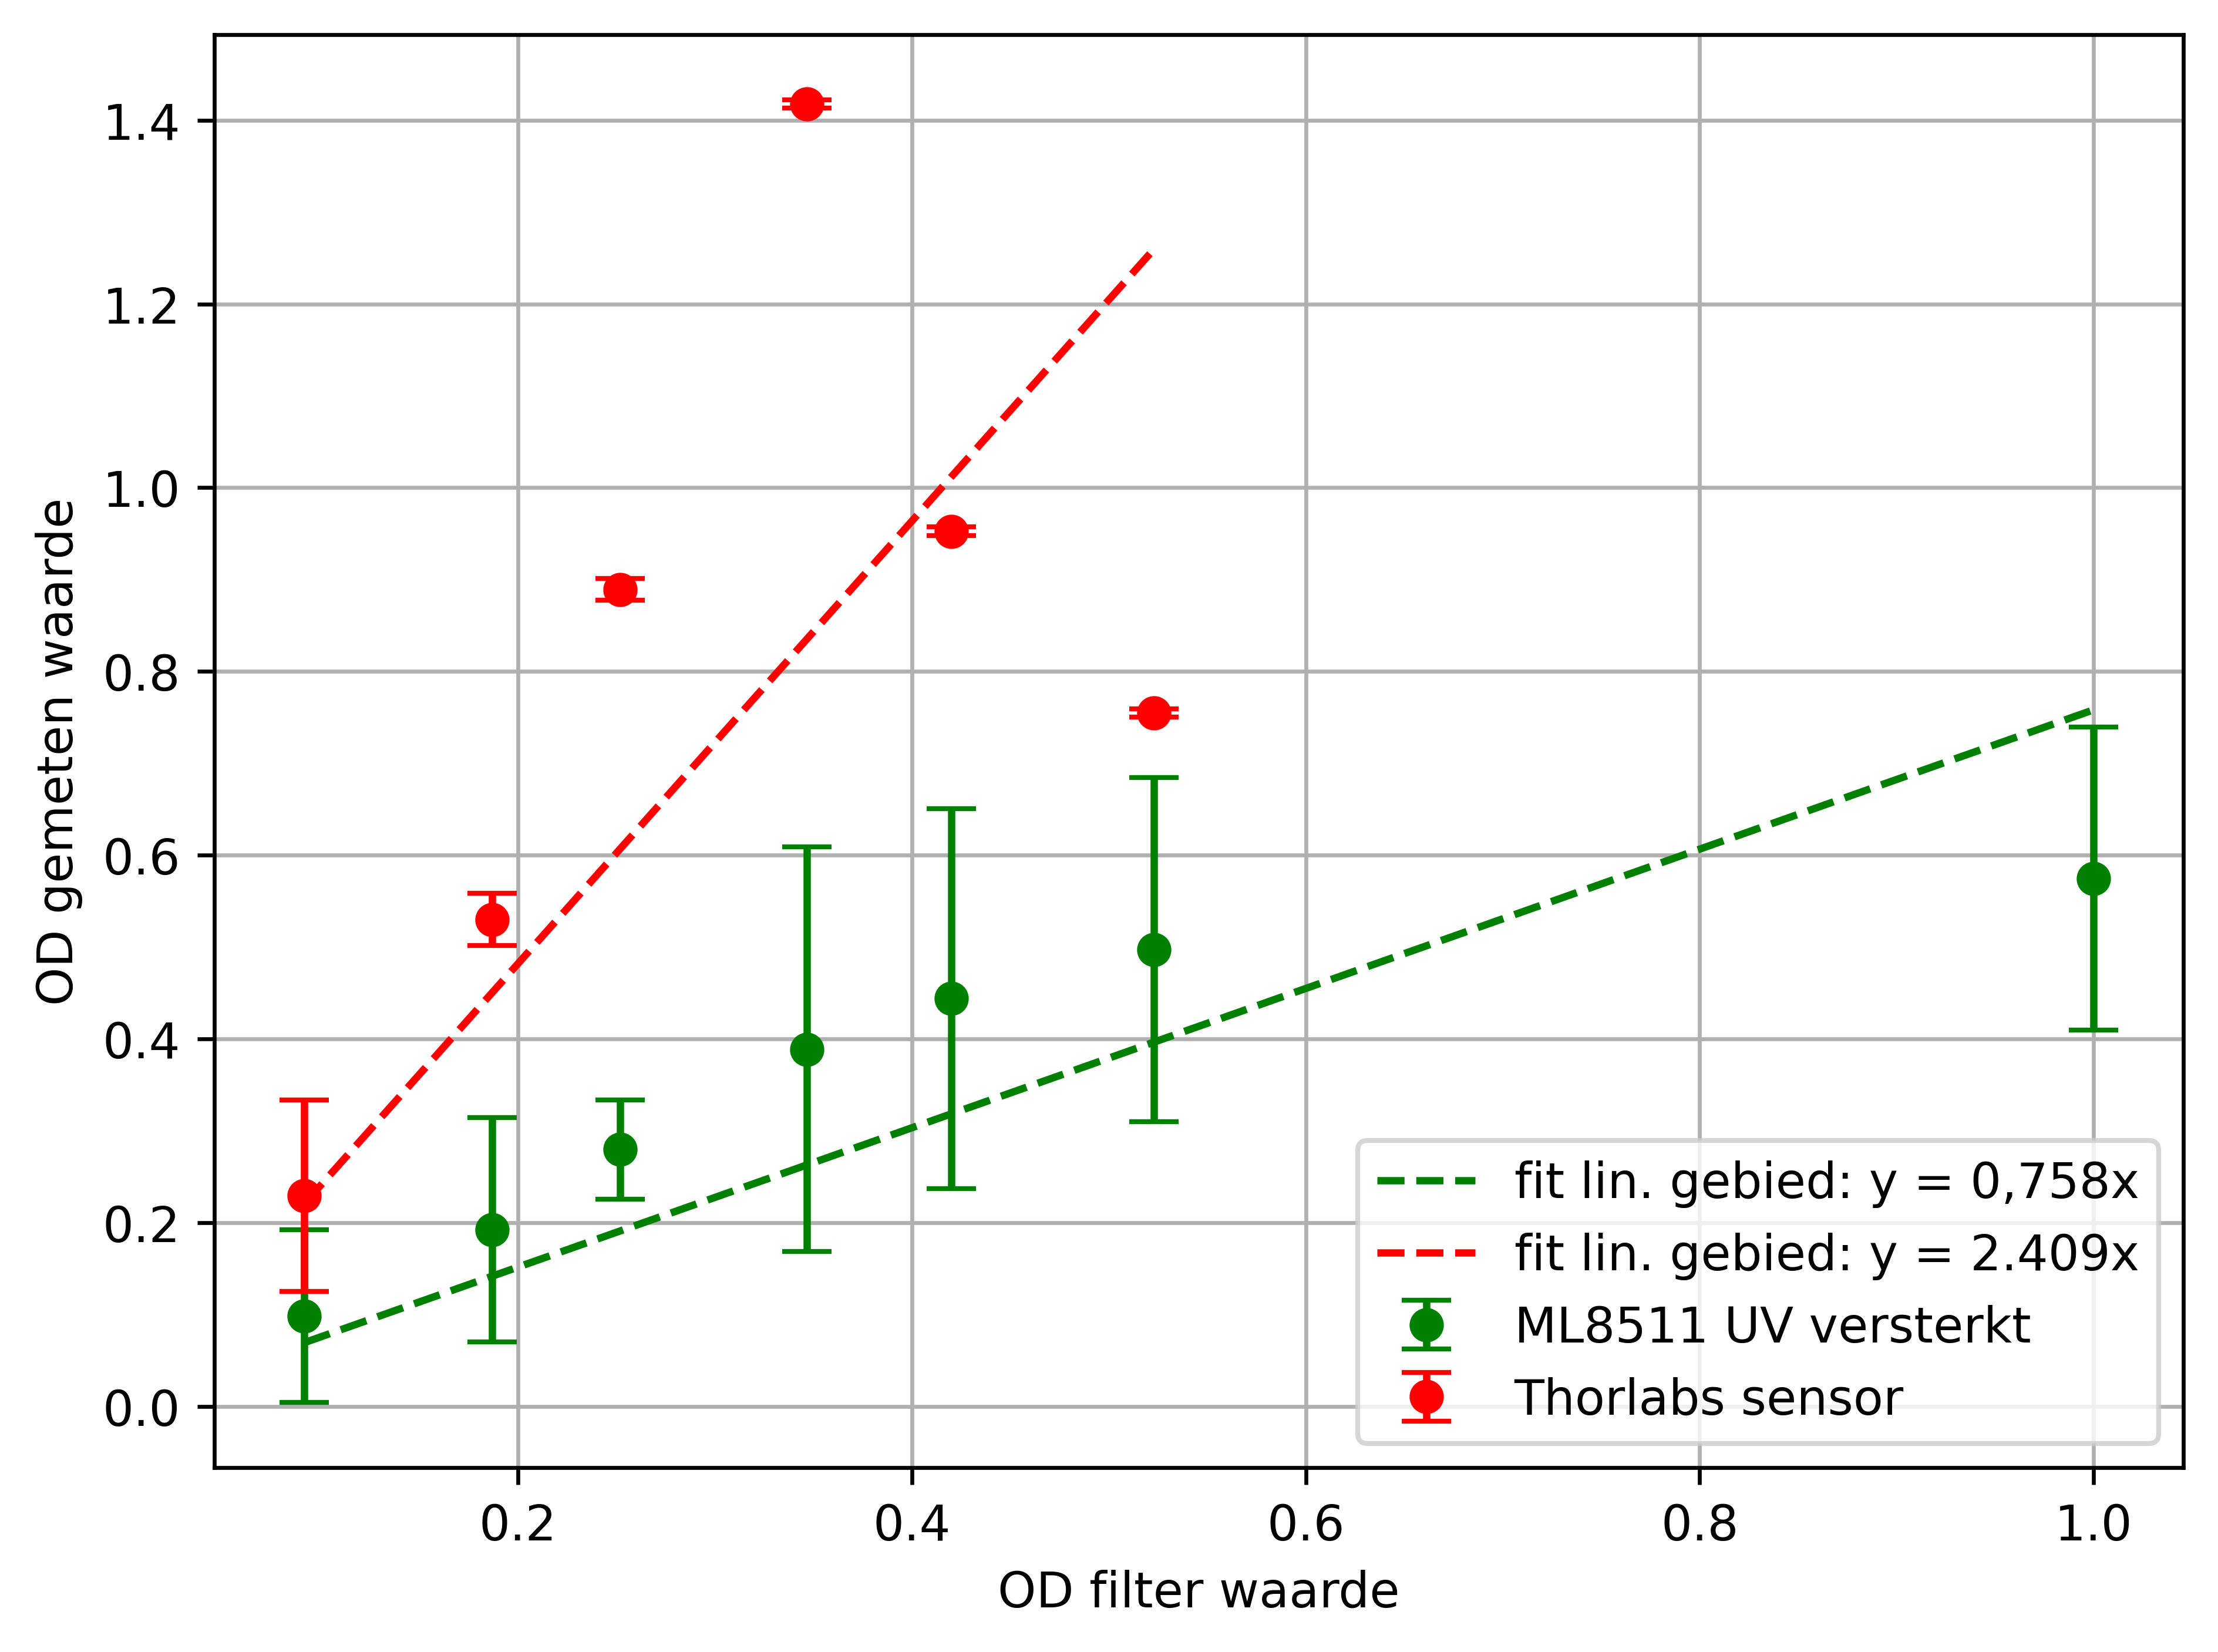 1.4
1.2
1.0
0.8
0.6
0.4
0.2
0.0
OD gemeten waarde
fit lin. gebied: y = 0,758x
fit lin. gebied: y = 2.409x
ML8511 UV versterkt
Thorlabs sensor
0.2 0.4 0.6 0.8 1.0
OD filter waarde